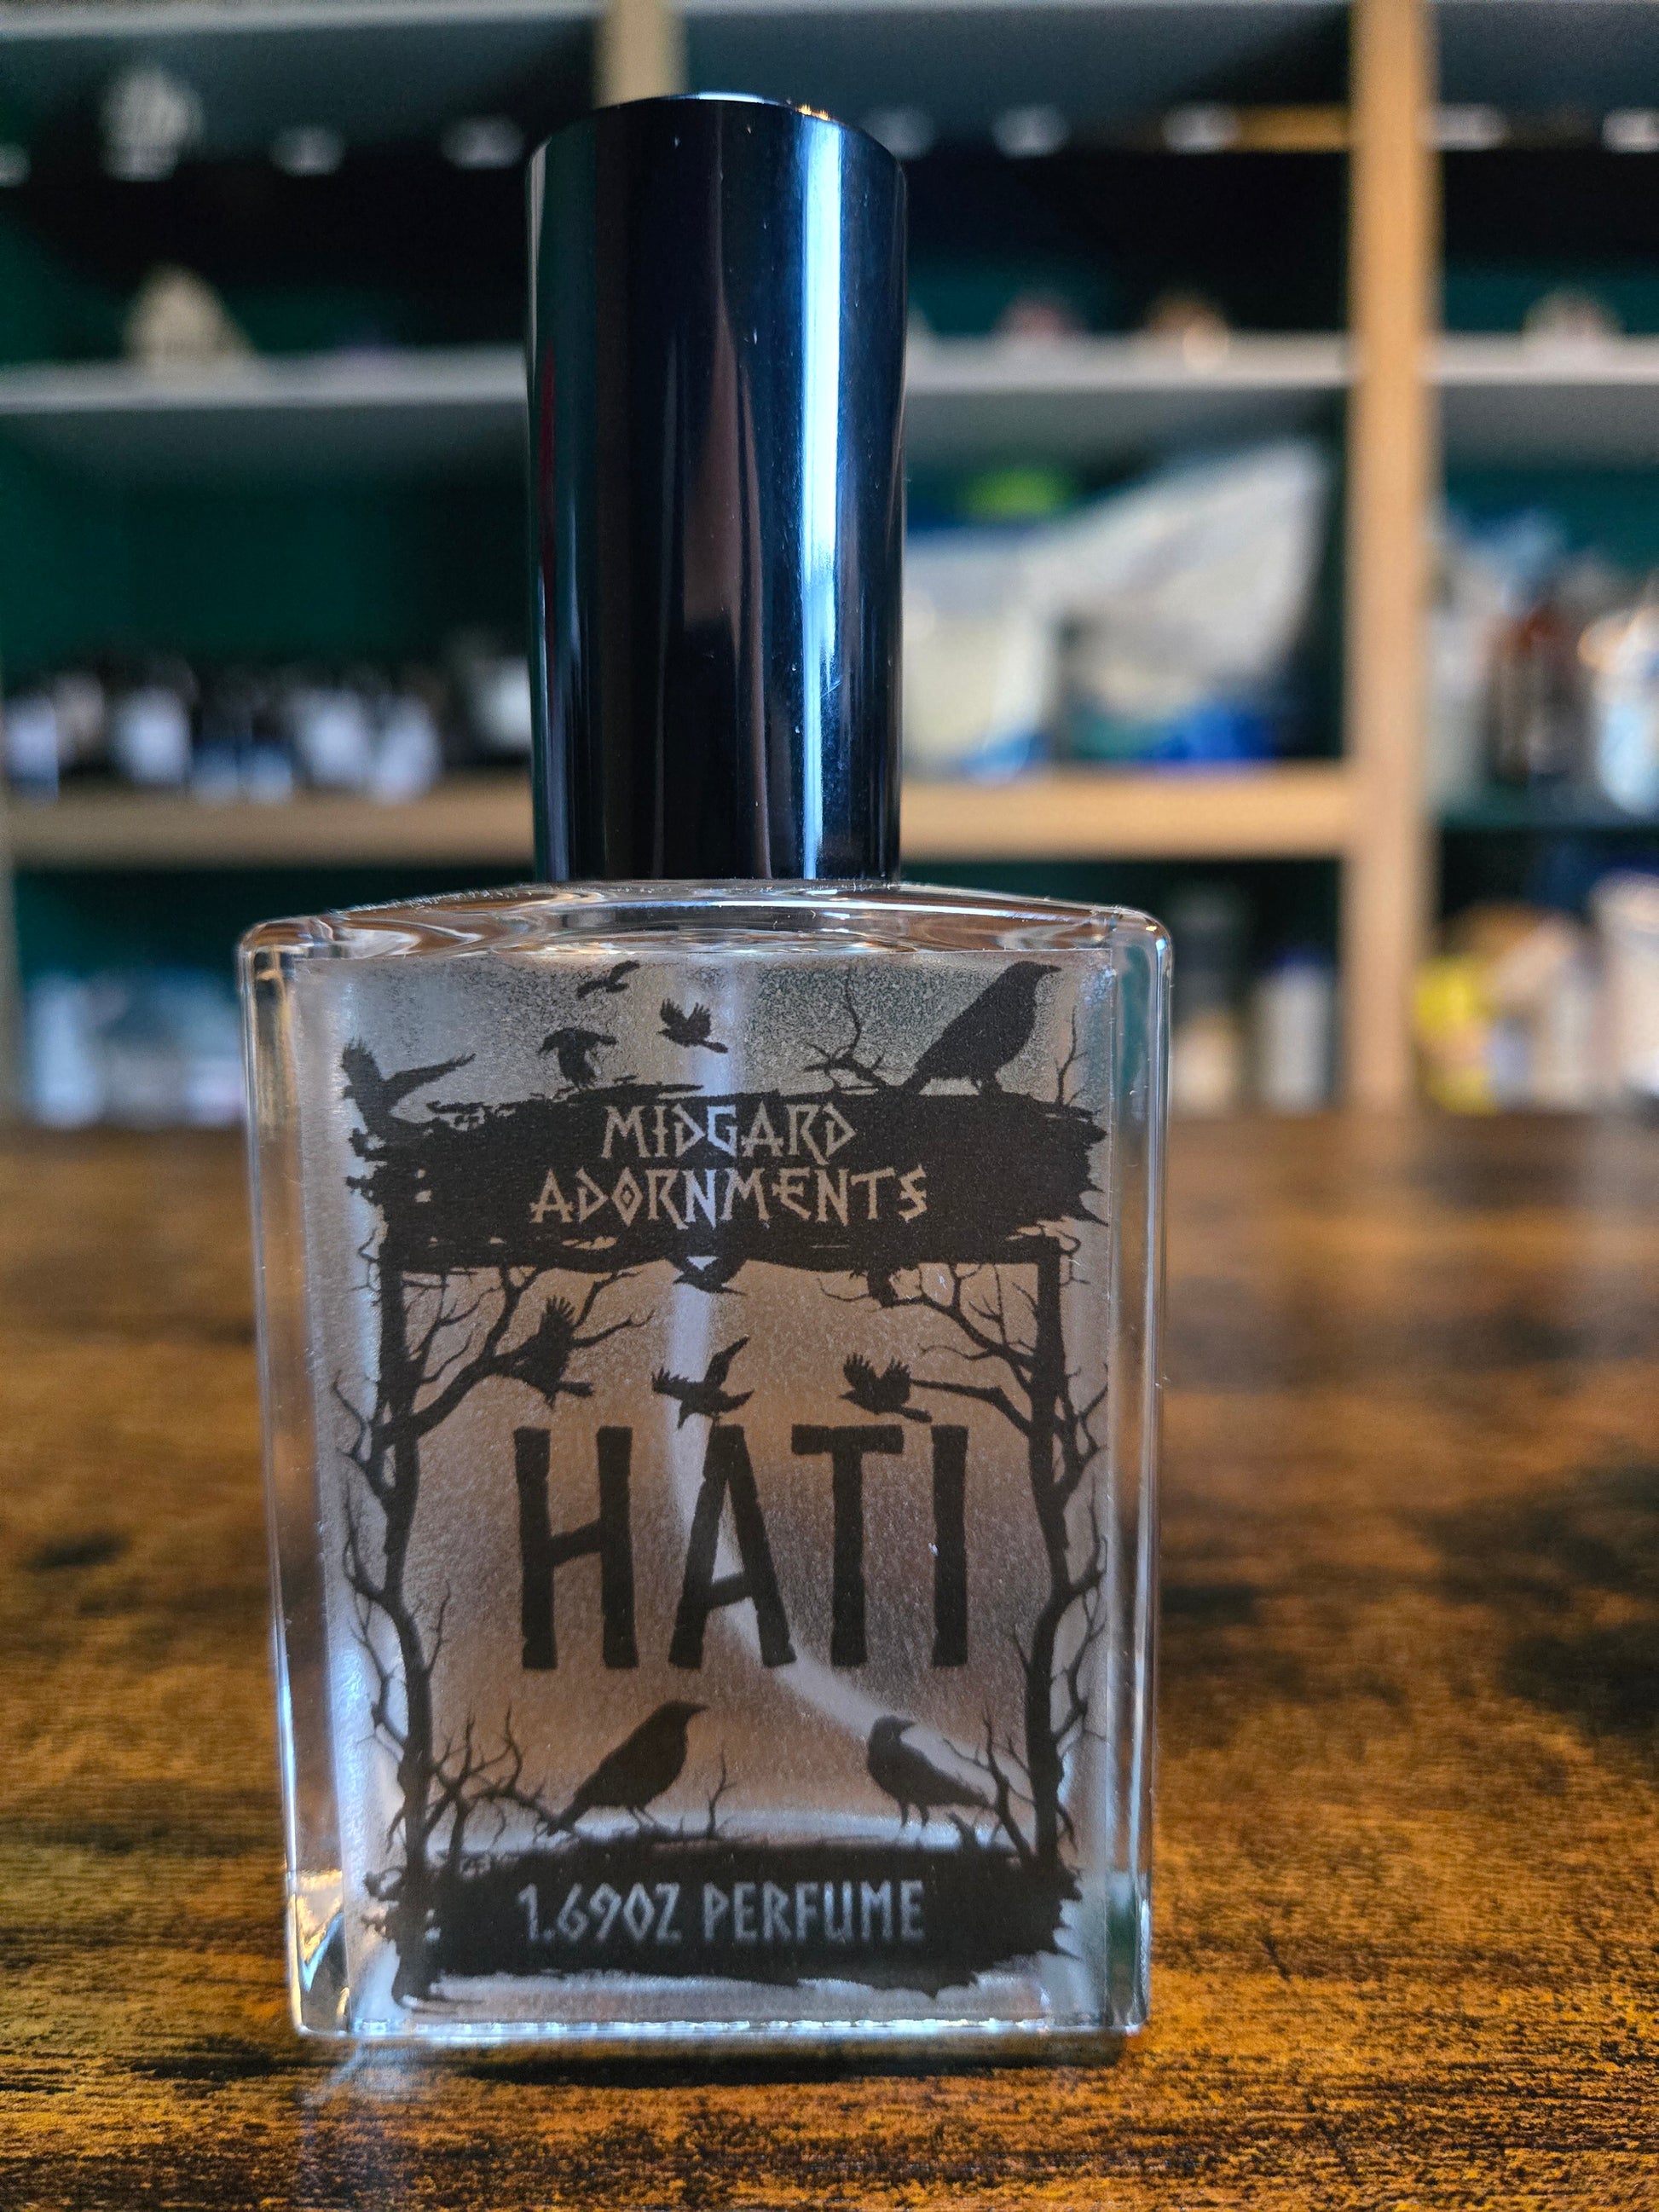 MIDGARD
ADORNMENTS
HATI
1.69OZ PERFUME